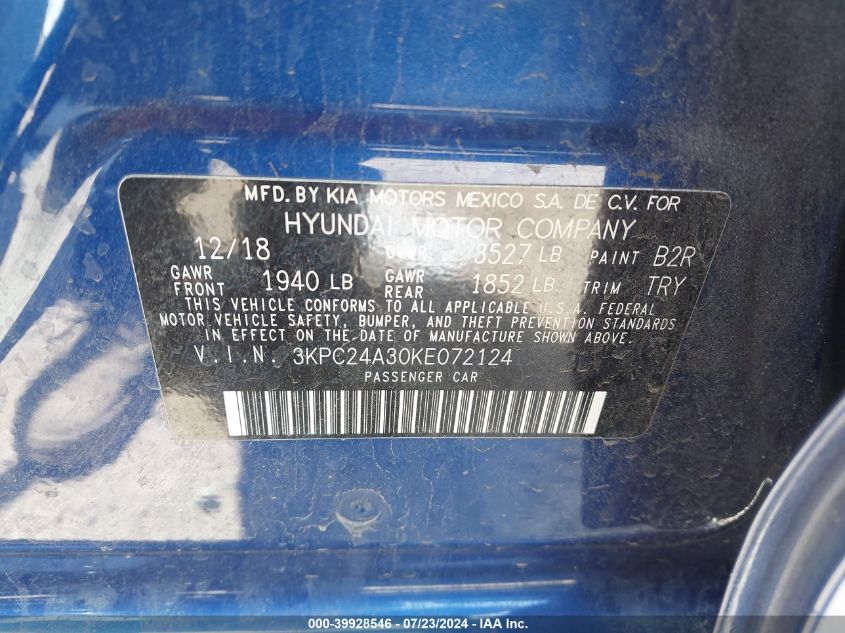 MFD. BY KIA MOTORS MEXICO S.A. DE C.V. FOR
HYUNDAI MOTOR COMPANY
12/18 GVWR 3527 LB PAINT B2R
GAWR FRONT 1940 LB GAWR REAR 1852 LB TRIM TRY
THIS VEHICLE CONFORMS TO ALL APPLICABLE U.S.A. FEDERAL
MOTOR VEHICLE SAFETY, BUMPER, AND THEFT PREVENTION STANDARDS
IN EFFECT ON THE DATE OF MANUFACTURE SHOWN ABOVE.
V.I.N. 3KPC24A30KE072124
PASSENGER CAR
000-39928546 - 07/23/2024 - IAA Inc.